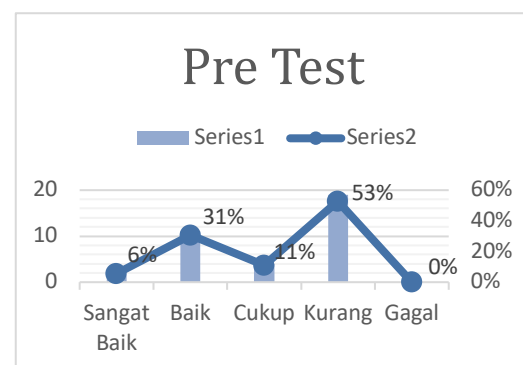 Pre Test
Series1 Series2
20 60%
53%
31% 40%
10
6% 11% 20%
0% 0%
0
Sangat Baik Cukup Kurang Gagal
Baik